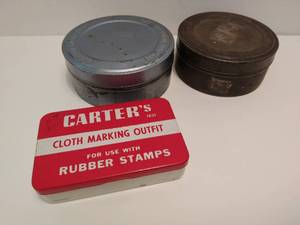 CARTER'S
CLOTH MARKING OUTFIT
FOR USE WITH
RUBBER STAMPS